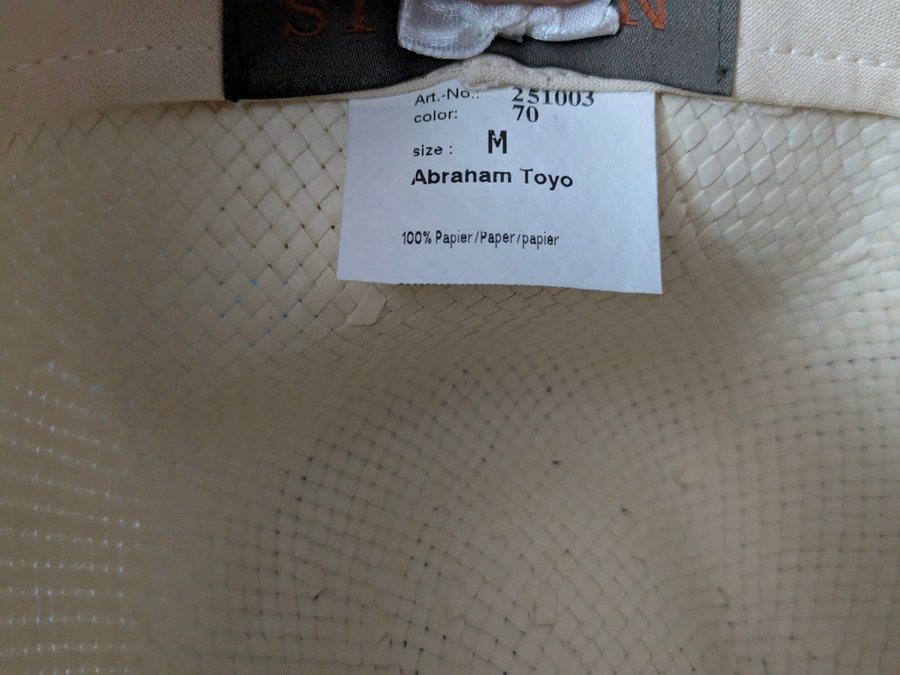 Art.-No.: 251003
color: 70
size : M
Abraham Toyo
100% Papier/Paper/papier